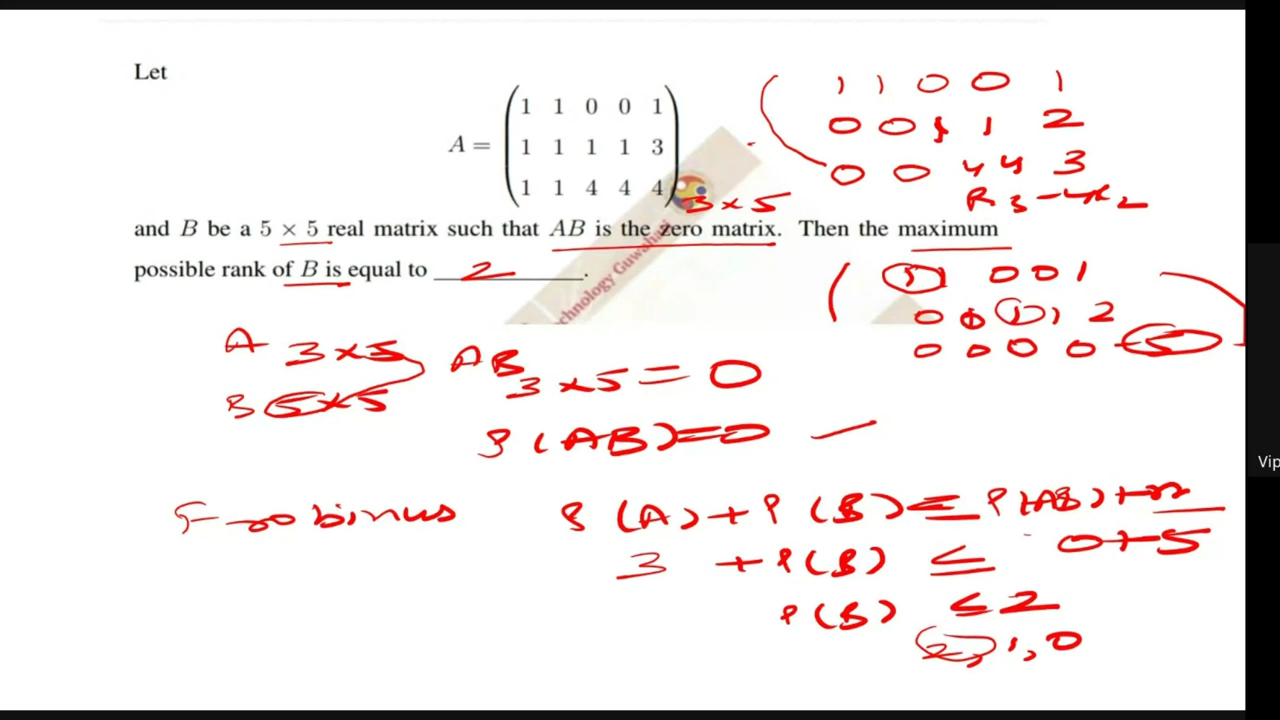 Let
A = ( 1 1 0 0 1
1 1 1 1 3
1 1 4 4 4 ) 3×5
1 1 0 0 1
0 0 1 1 2
0 0 4 4 3
R3-4R2
and B be a 5 × 5 real matrix such that AB is the zero matrix. Then the maximum
possible rank of B is equal to 2.
1 1 0 0 1
0 0 1 1 2
0 0 0 0 -5
chnology Guwahati
A 3×5
B 5×5
AB 3×5 = 0
ρ(AB)=0
Frobinus
ρ(A)+ρ(B) ≤ ρ(AB)+n
3 + ρ(B) ≤ 0+5
ρ(B) ≤ 2
2, 1, 0
Vip